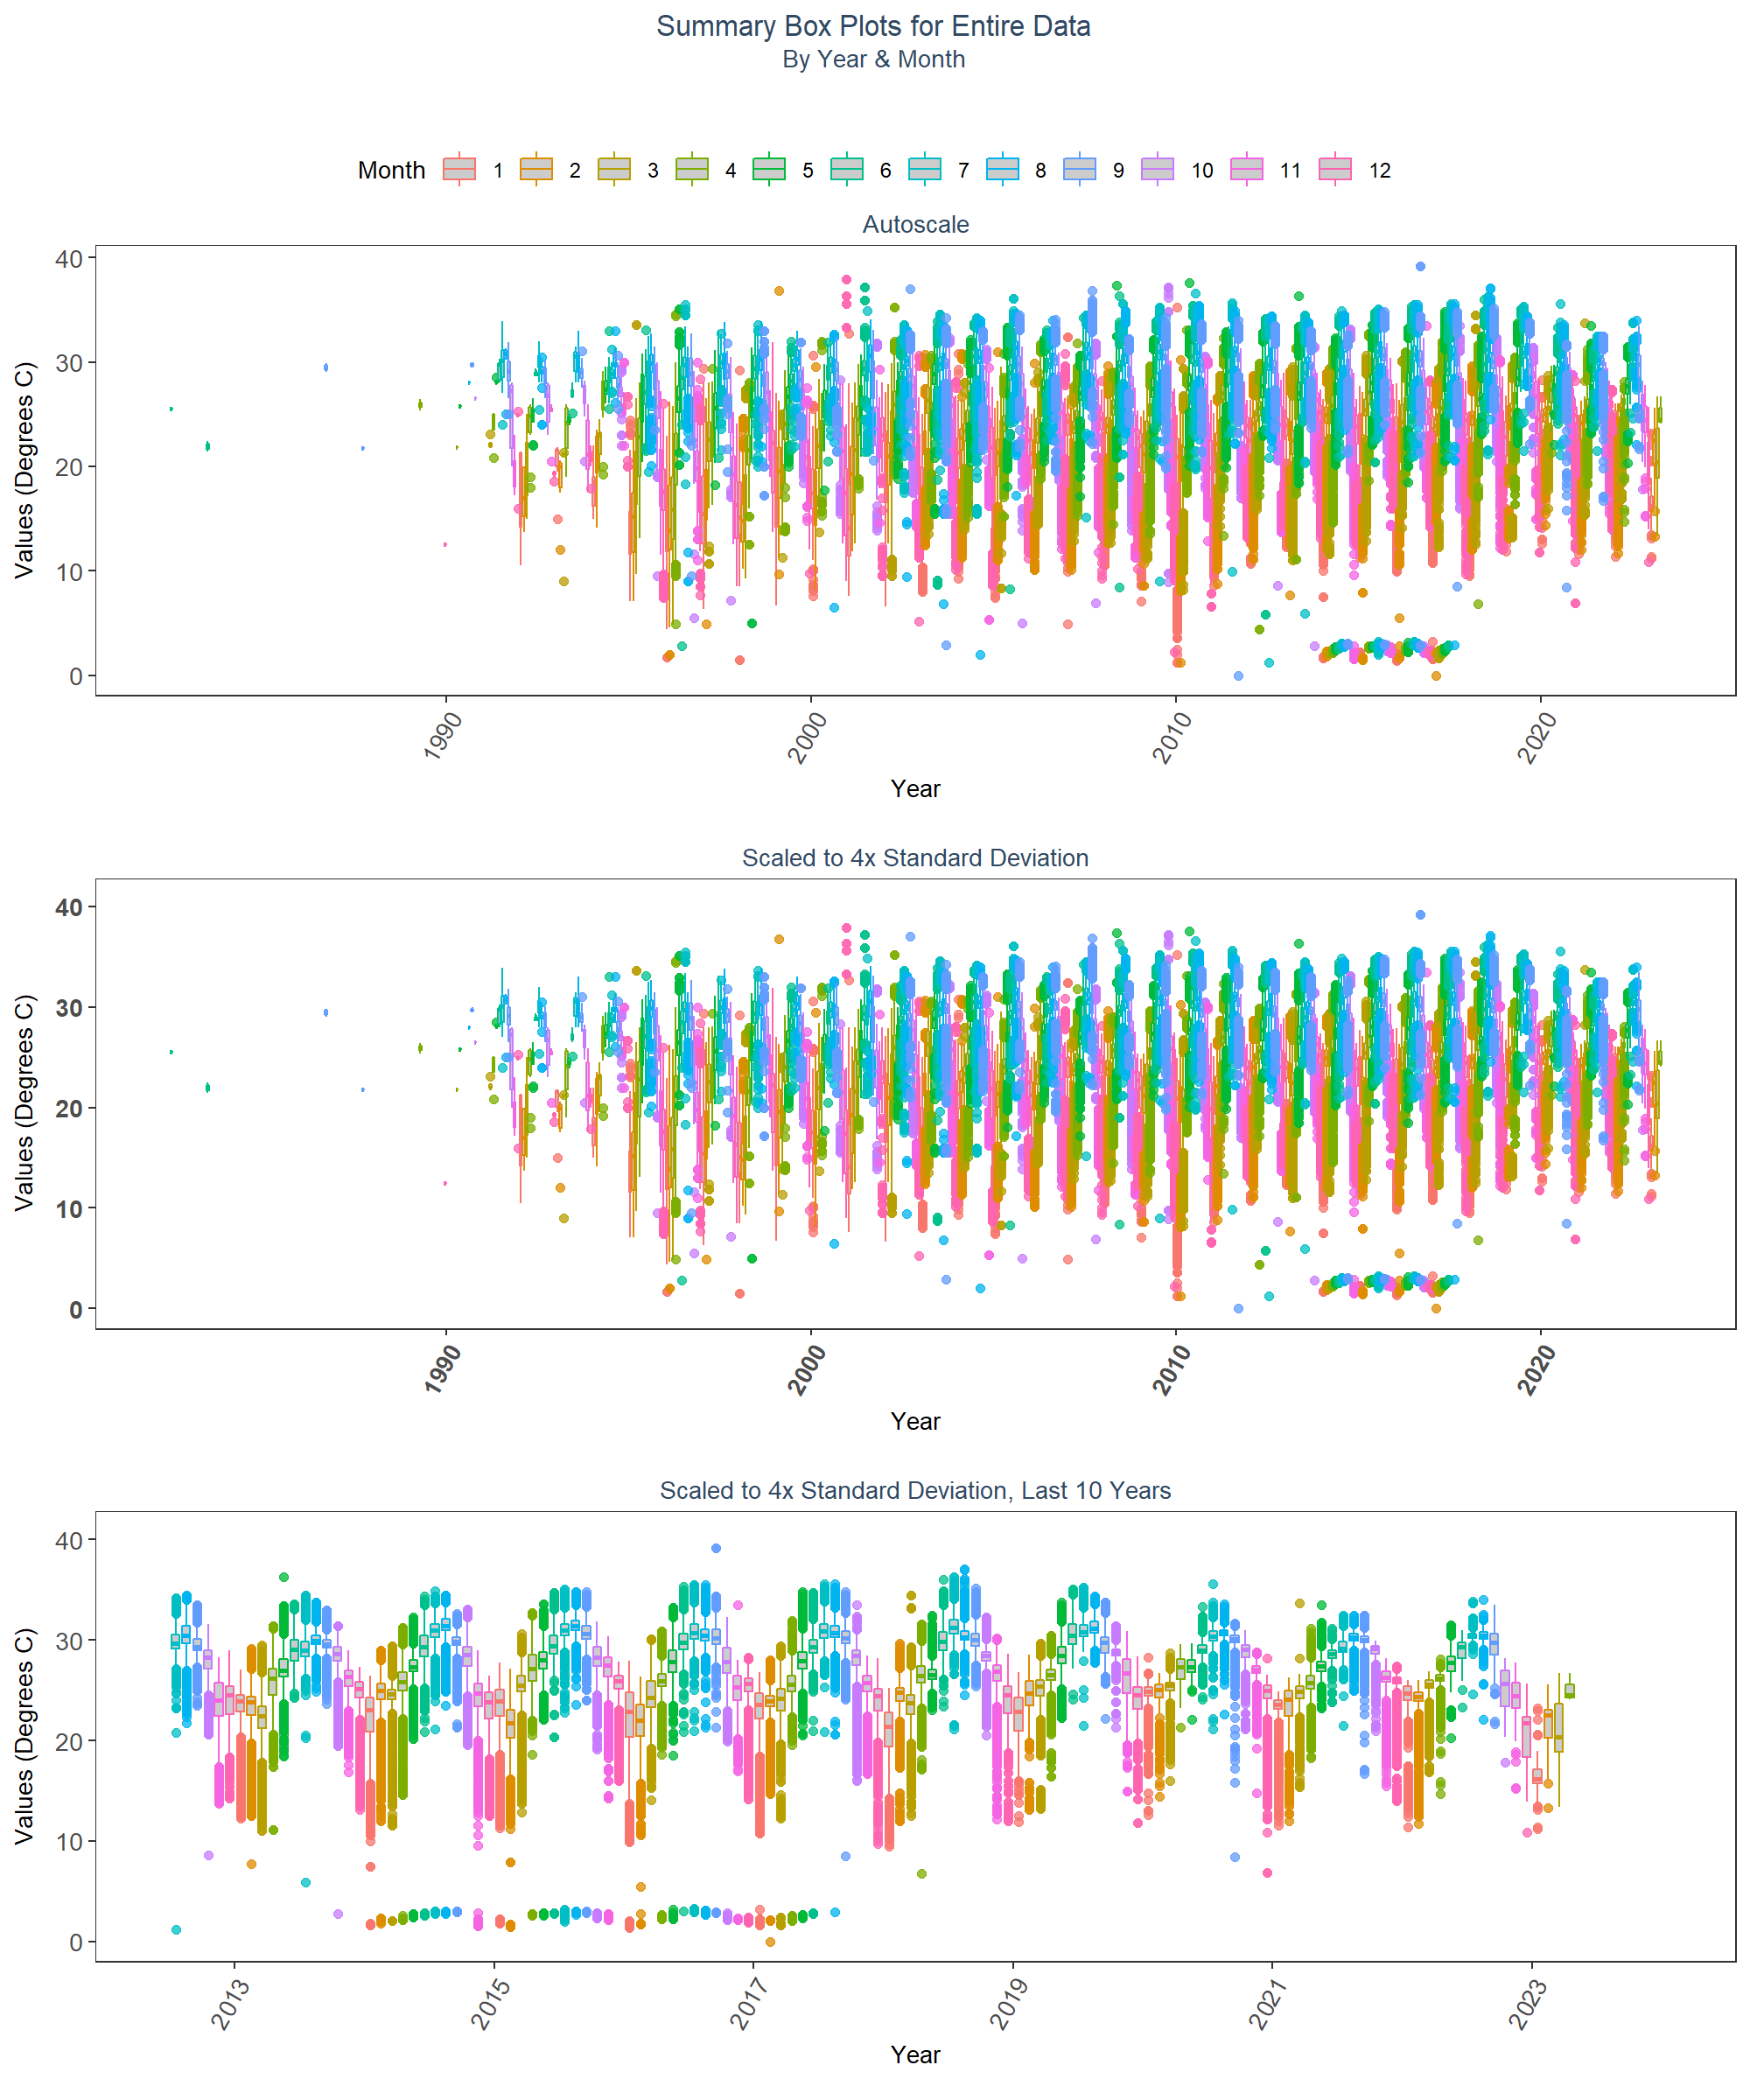 Summary Box Plots for Entire Data
By Year & Month
Month 1 2 3 4 5 6 7 8 9 10 11 12
Autoscale
Values (Degrees C)
40
30
20
10
0
1990 2000 2010 2020
Year
Scaled to 4x Standard Deviation
Values (Degrees C)
40
30
20
10
0
1990 2000 2010 2020
Year
Scaled to 4x Standard Deviation, Last 10 Years
Values (Degrees C)
40
30
20
10
0
2013 2015 2017 2019 2021 2023
Year